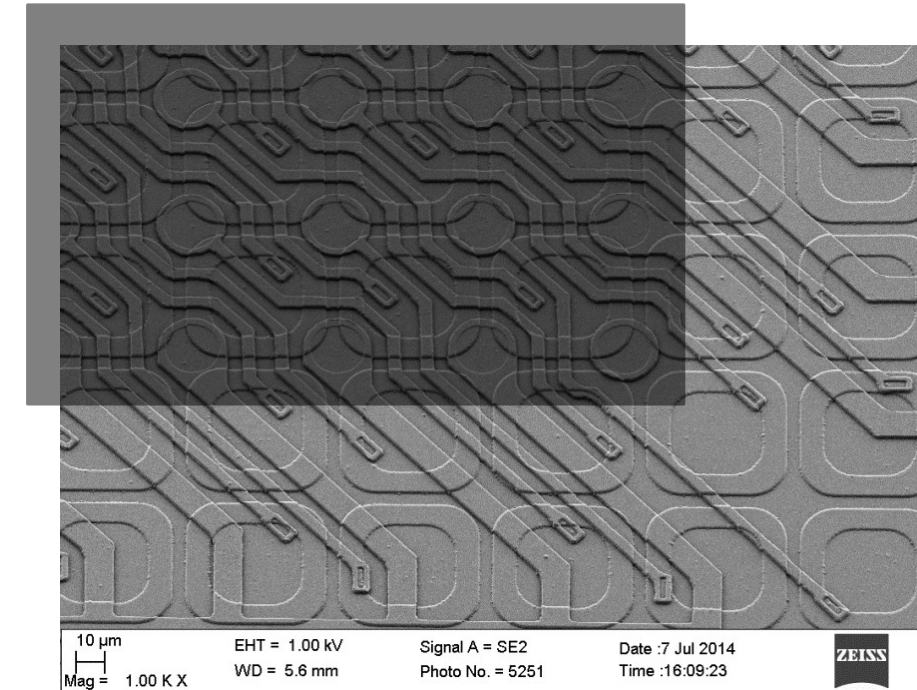 10 µm
Mag = 1.00 K X
EHT = 1.00 kV
WD = 5.6 mm
Signal A = SE2
Photo No. = 5251
Date :7 Jul 2014
Time :16:09:23
ZEISS